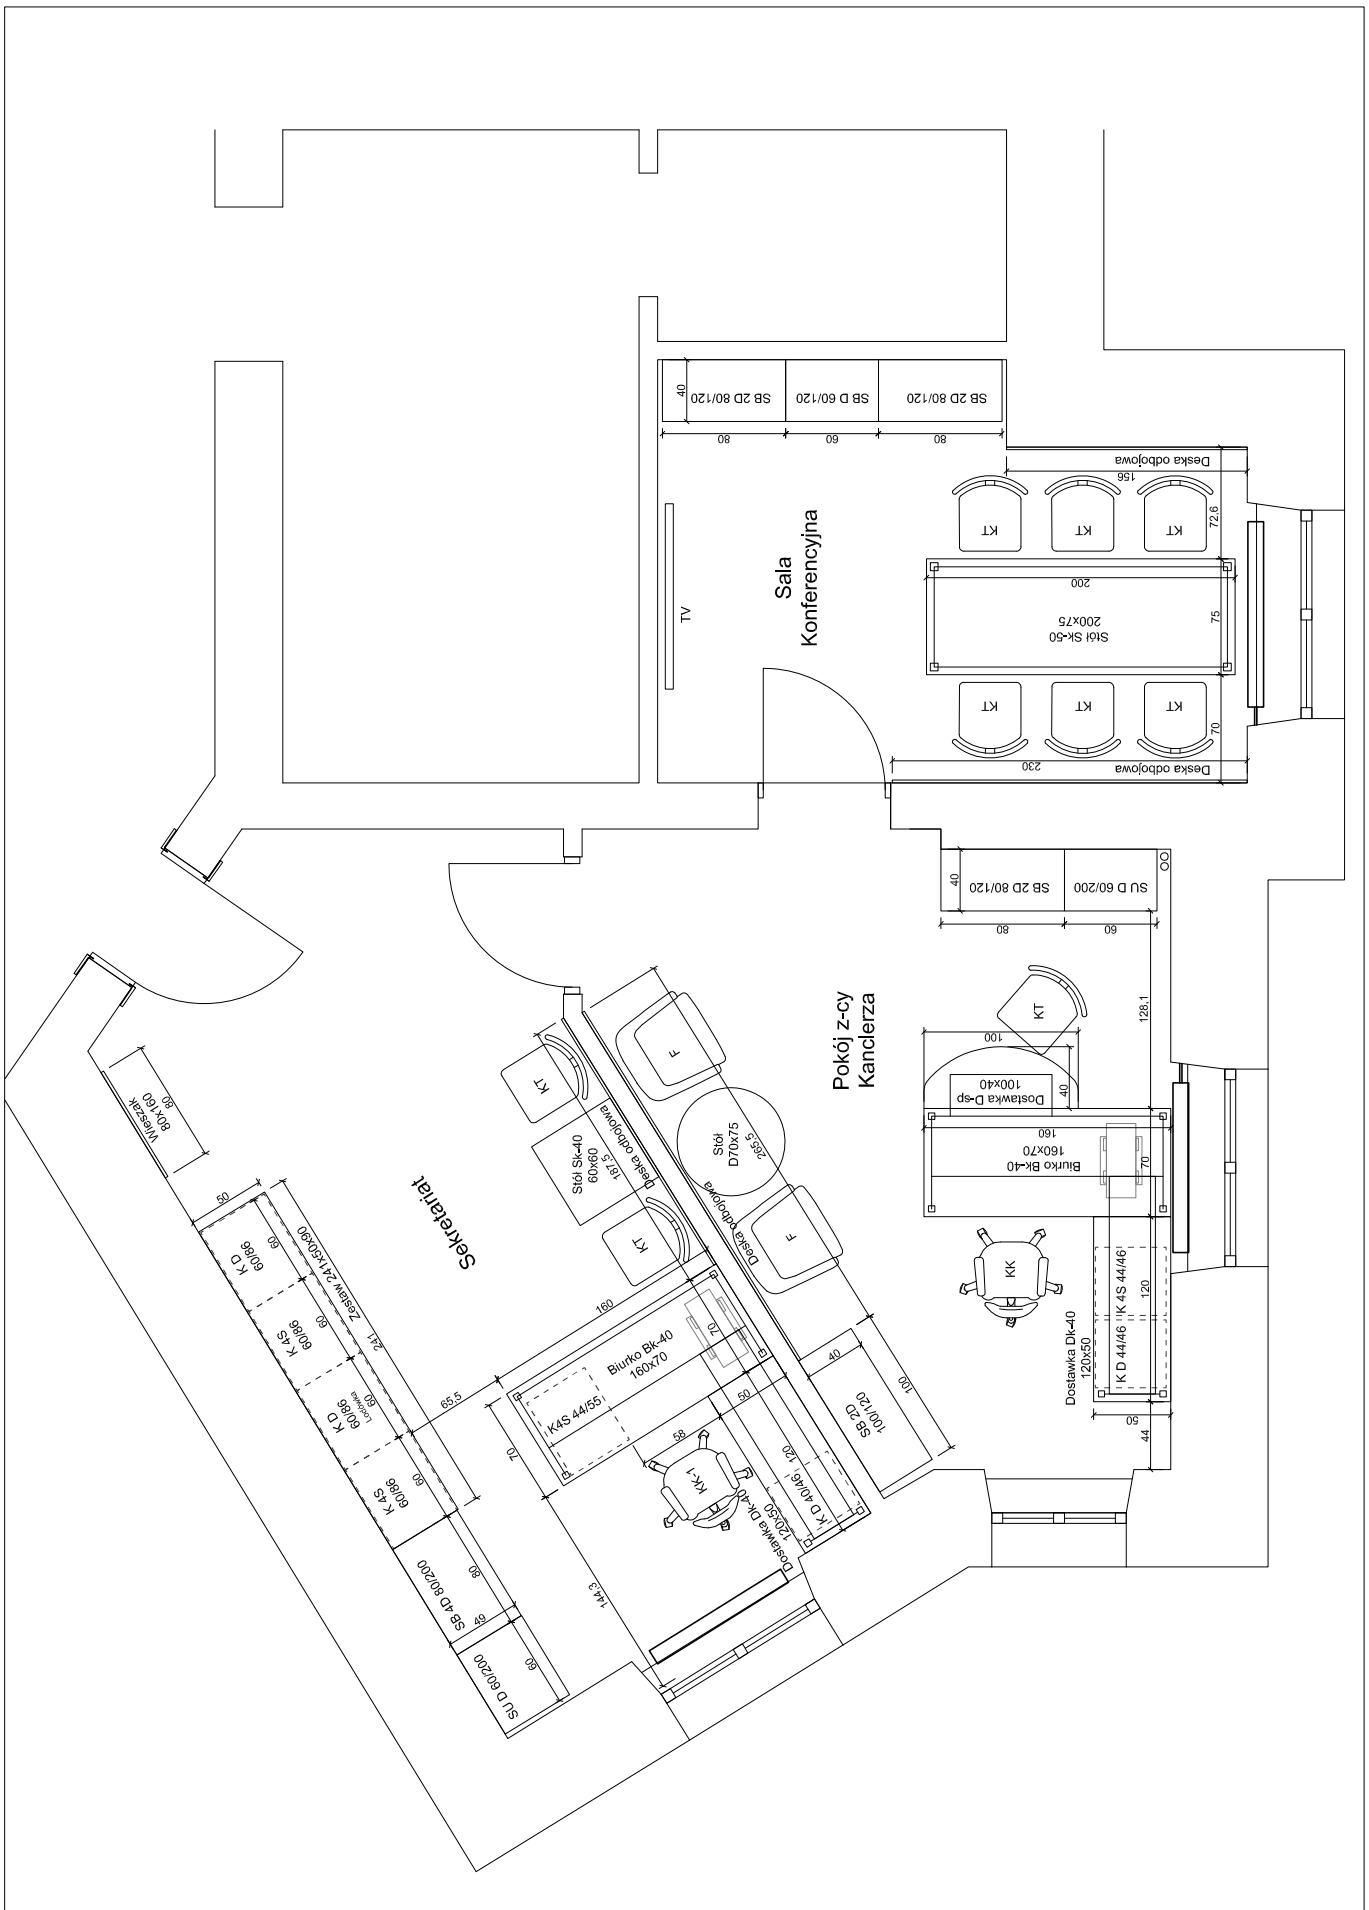 40
SB 2D 80/120
SB D 60/120
SB 2D 80/120
80
60
80
Deska odbojowa
156
TV
Sala
Konferencyjna
KT
KT
KT
72,6
200
Stół Sk-50
200x75
75
KT
KT
KT
70
230
Deska odbojowa
40
SB 2D 80/120
SU D 60/200
80
60
128,1
Pokój z-cy
Kanclerza
KT
100
Dostawka D-sp
100x40
40
160
Biurko Bk-40
160x70
70
KK
Dostawka Dk-40
120x50
K D 44/46
K 4S 44/46
120
50
44
F
Stół
D70x75
265,5
F
Deska odbojowa
40
SB 2D
100/120
100
Sekretariat
Wieszak
80x160
80
50
K D
60/86
60
K 4S
60/86
60
K D
60/86
Lodówka
60
K 4S
60/86
60
Zestaw 241x50x90
241
SB 4D 80/200
80
49
SU D 60/200
60
KT
Stół Sk-40
60x60
187,5
Deska odbojowa
KT
160
65,5
70
Biurko Bk-40
160x70
70
K4S 44/55
58
50
KK-1
Dostawka Dk-40
120x50
120
K D 40/46
144,3